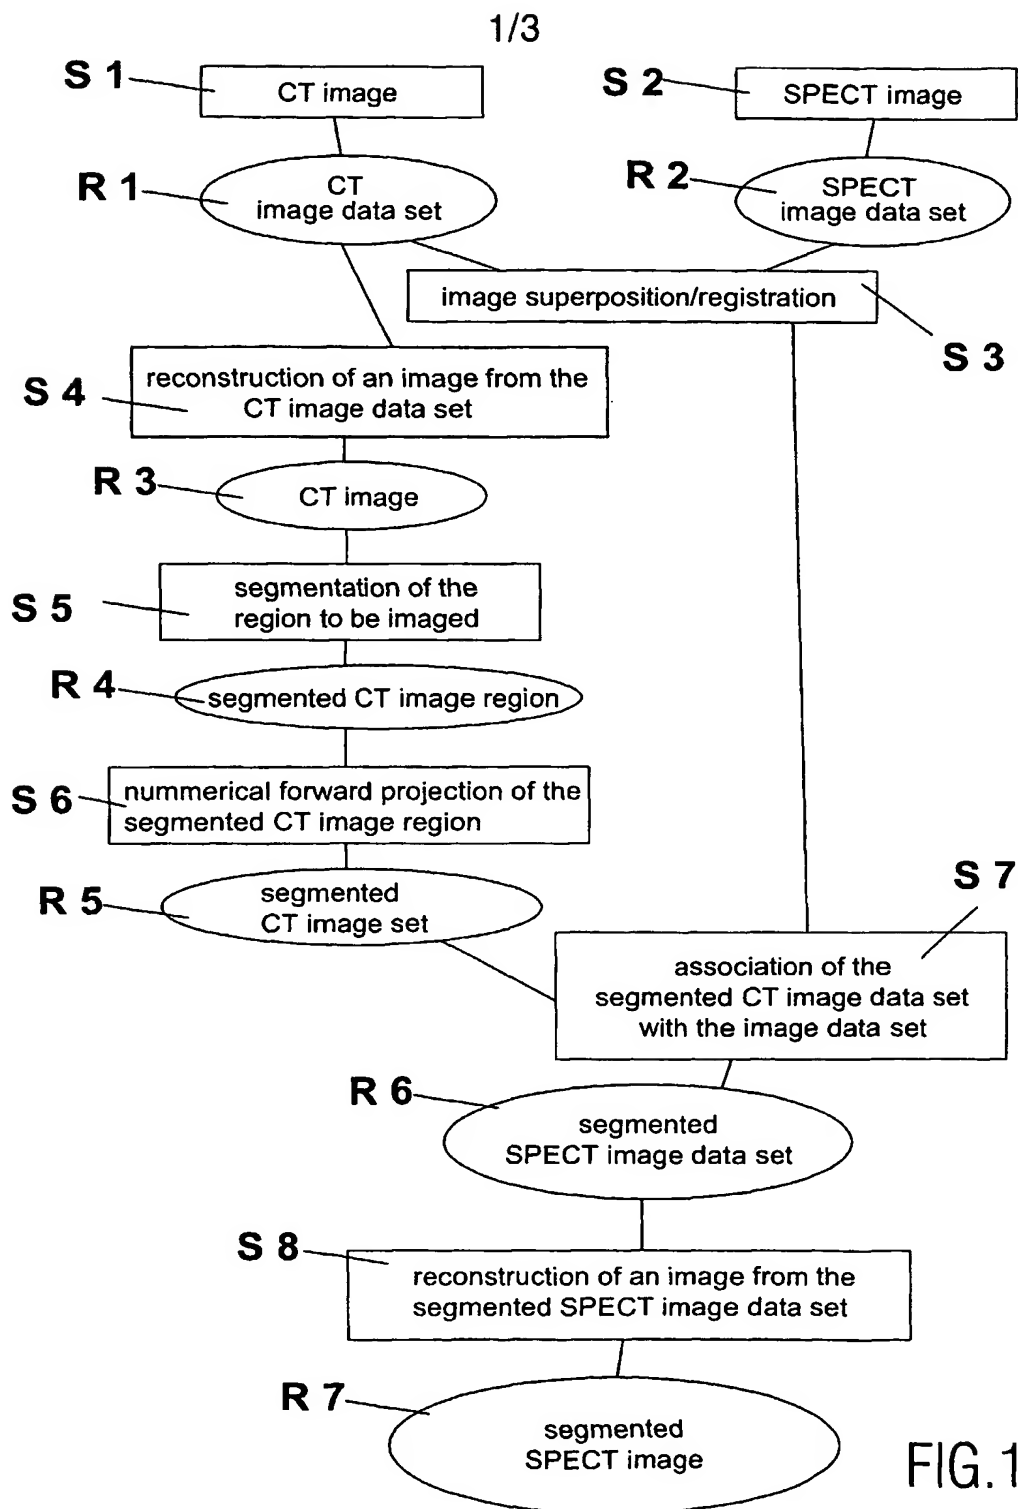 1/3
S 1
CT image
S 2
SPECT image
R 1
CT
image data set
R 2
SPECT
image data set
image superposition/registration
S 3
S 4
reconstruction of an image from the
CT image data set
R 3
CT image
S 5
segmentation of the
region to be imaged
R 4
segmented CT image region
S 6
nummerical forward projection of the
segmented CT image region
R 5
segmented
CT image set
S 7
association of the
segmented CT image data set
with the image data set
R 6
segmented
SPECT image data set
S 8
reconstruction of an image from the
segmented SPECT image data set
R 7
segmented
SPECT image
FIG.1